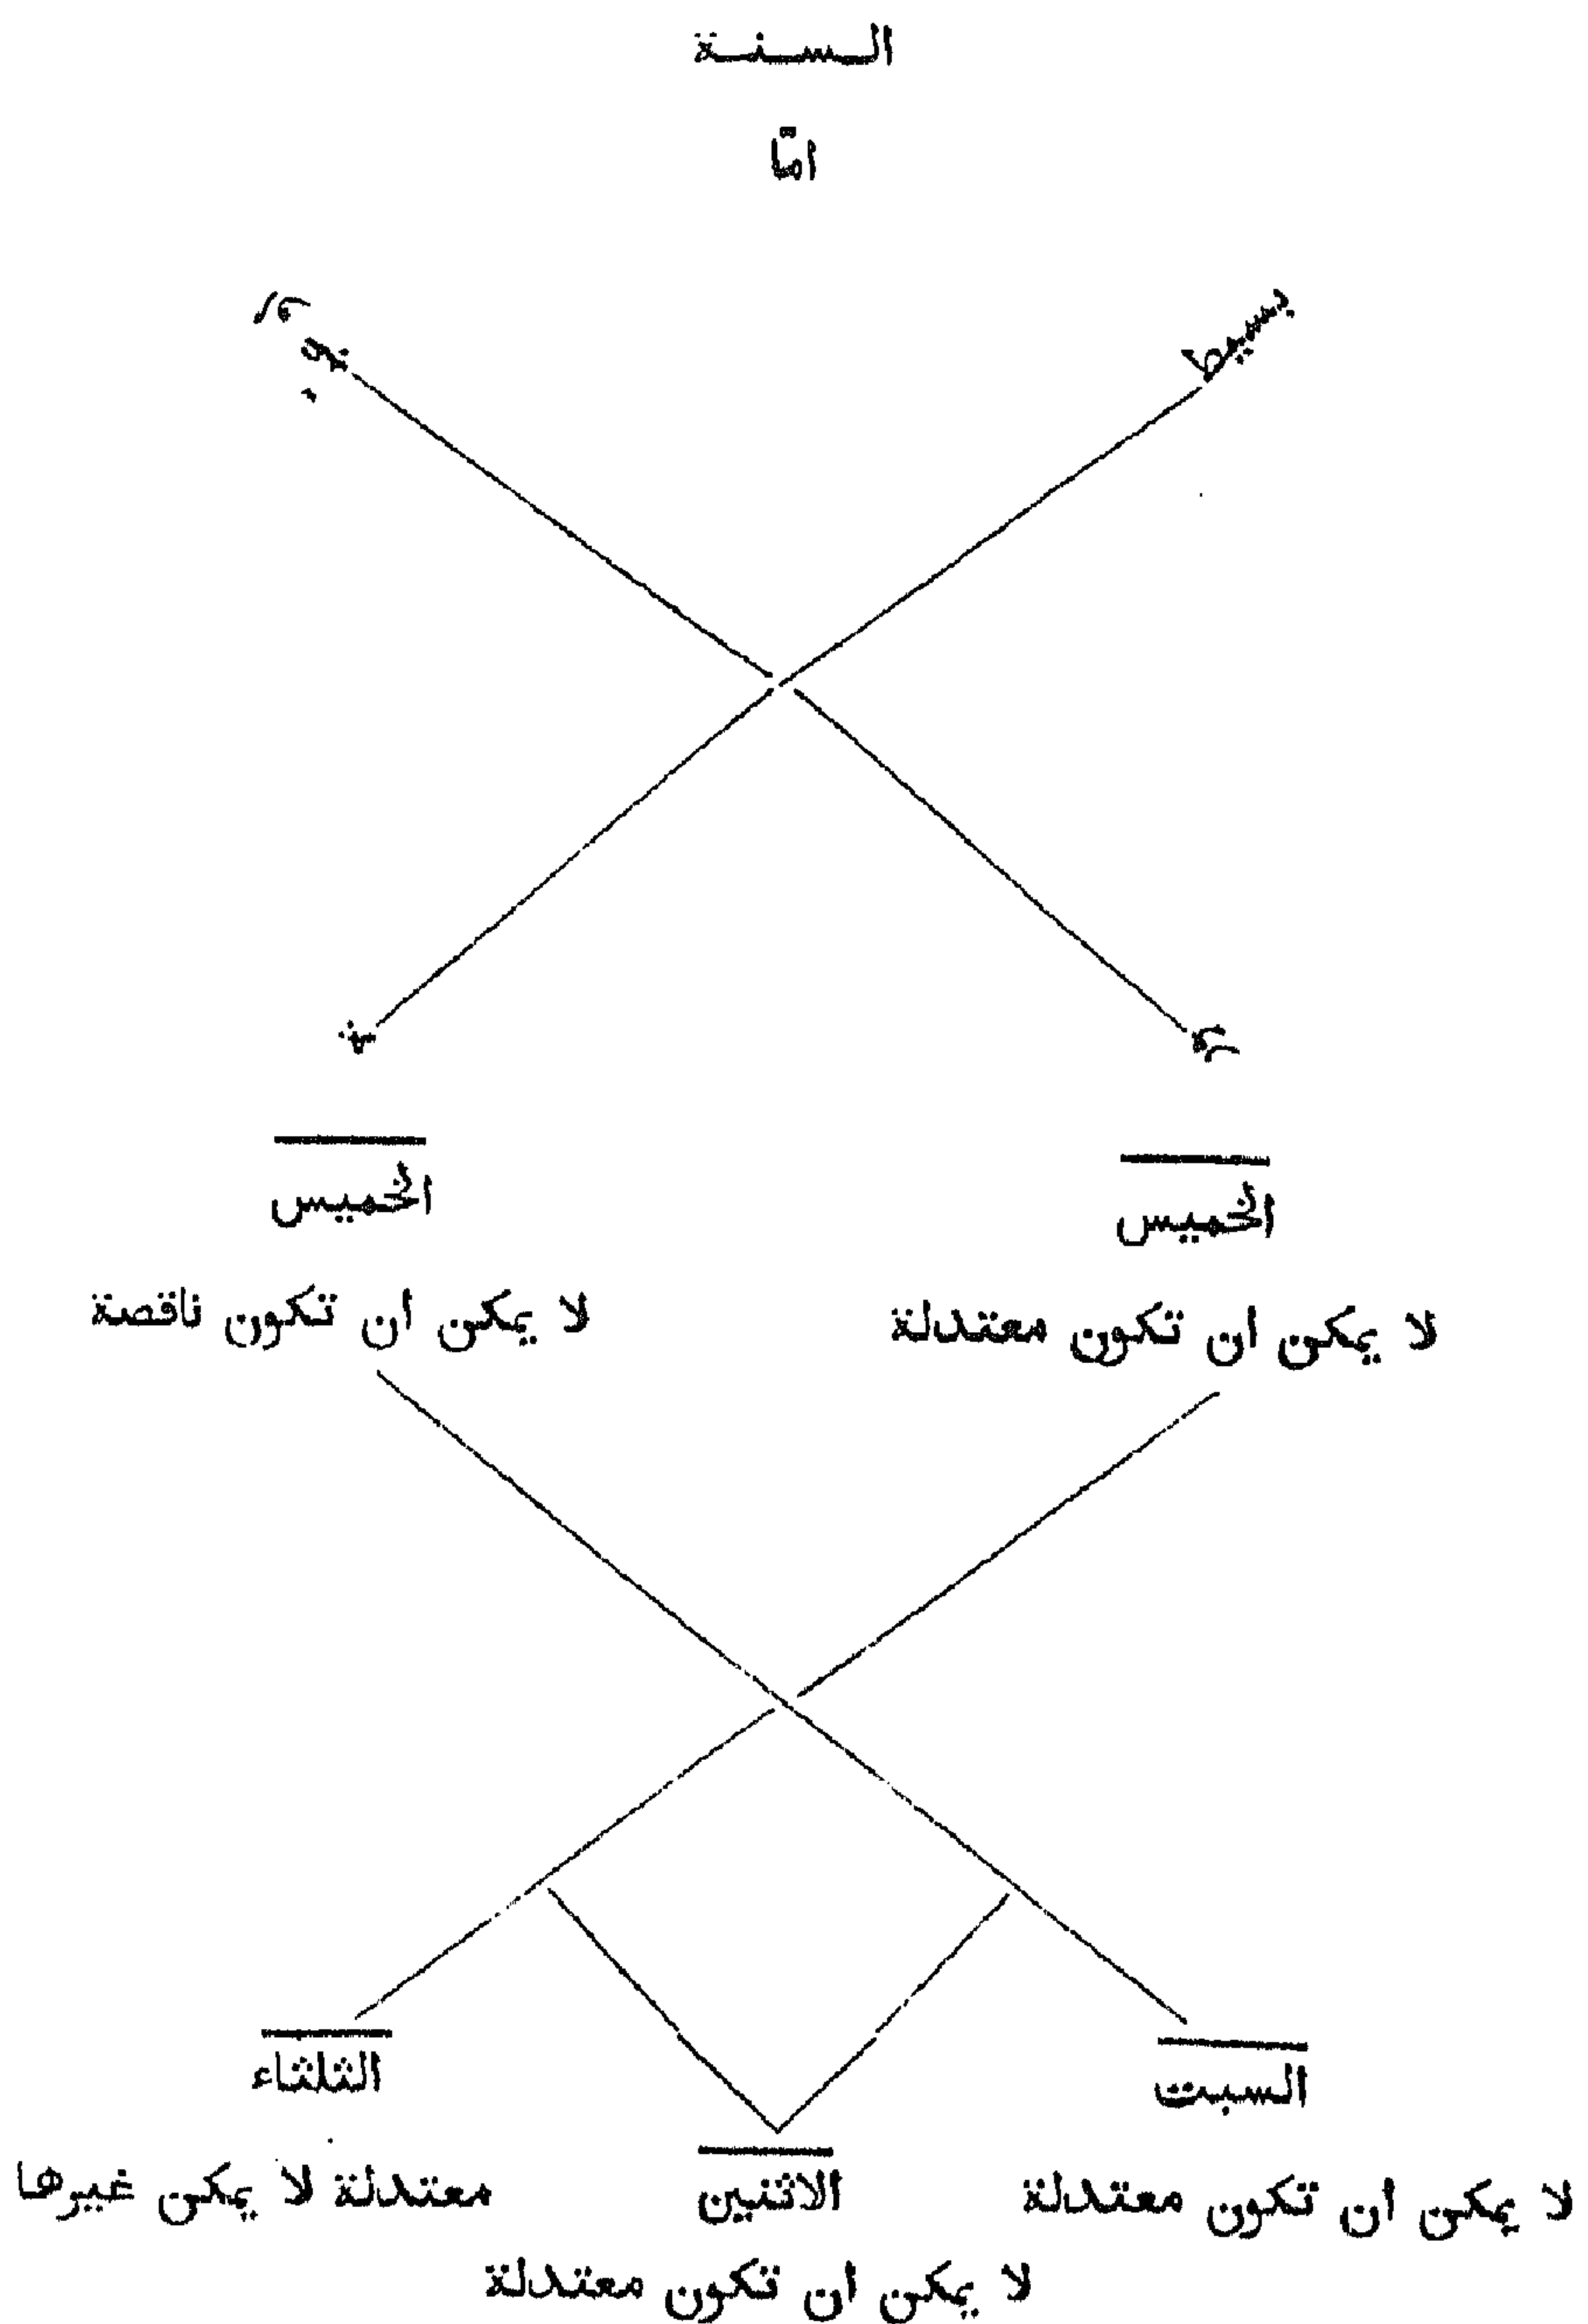 السنة
امّا
بسيط
الخميس
الخميس
لا يمكن ان تكون معتدلة
لا يمكن ان تكون ناقصة
السبت
الثلثاء
لا يمكن ان تكون معتدلة
الاثنين
معتدلة لا يمكن غيرها
لا يمكن ان تكون معتدلة